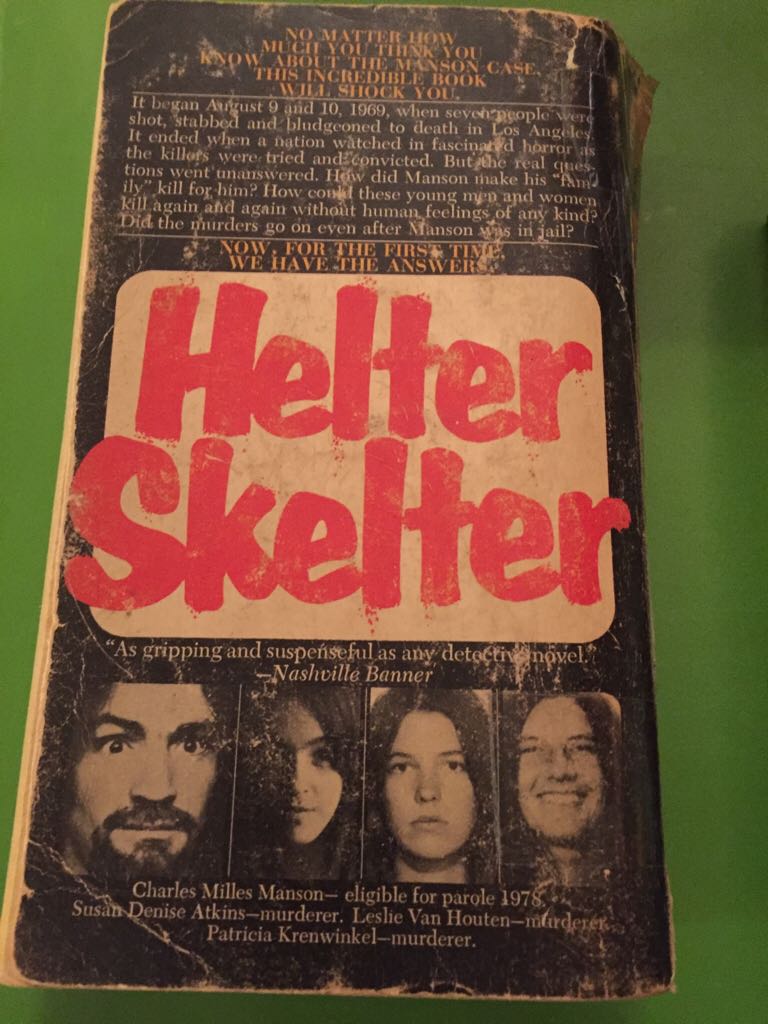 NO MATTER HOW
MUCH YOU THINK YOU
KNOW ABOUT THE MANSON CASE,
THIS INCREDIBLE BOOK
WILL SHOCK YOU.
It began August 9 and 10, 1969, when seven people were
shot, stabbed and bludgeoned to death in Los Angeles.
It ended when a nation watched in fascinated horror as
the killers were tried and convicted. But the real ques-
tions went unanswered. How did Manson make his "fam-
ily" kill for him? How could these young men and women
kill again and again without human feelings of any kind?
Did the murders go on even after Manson was in jail?
NOW, FOR THE FIRST TIME,
WE HAVE THE ANSWERS.
Helter
Skelter
"As gripping and suspenseful as any detective novel."
—Nashville Banner
Charles Milles Manson— eligible for parole 1978.
Susan Denise Atkins—murderer. Leslie Van Houten—murderer.
Patricia Krenwinkel—murderer.